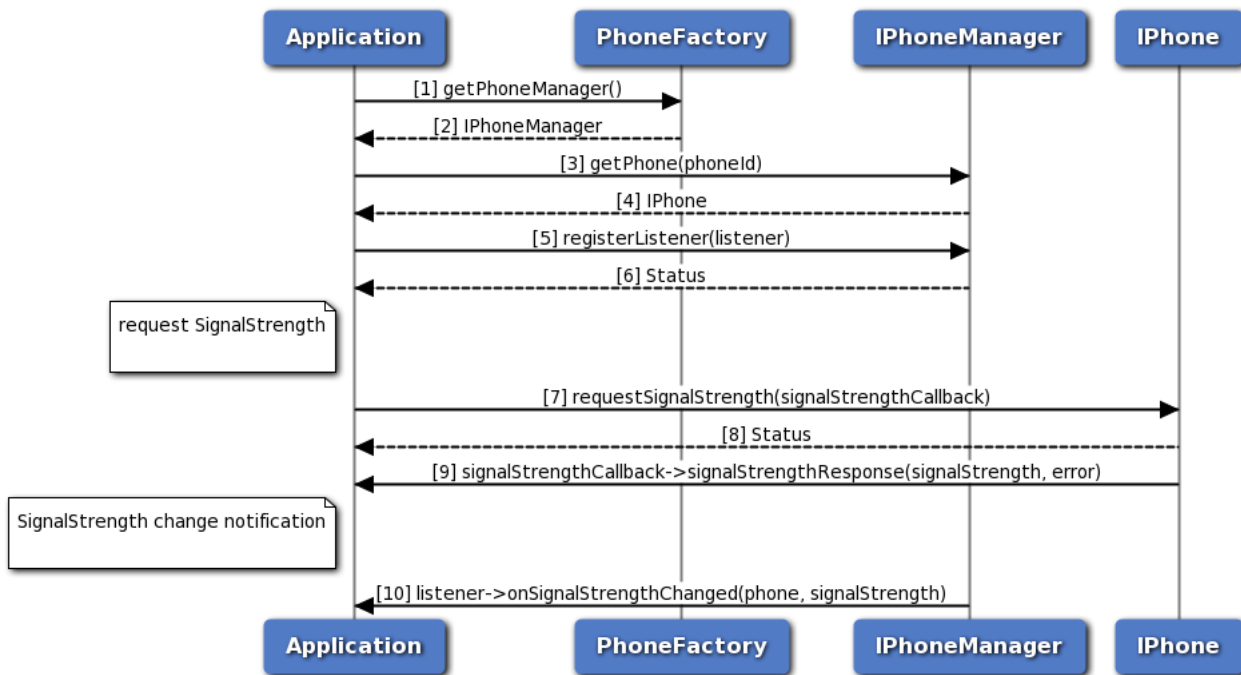 Application PhoneFactory IPhoneManager IPhone
[1] getPhoneManager()
[2] IPhoneManager
[3] getPhone(phoneId)
[4] IPhone
[5] registerListener(listener)
[6] Status
request SignalStrength
[7] requestSignalStrength(signalStrengthCallback)
[8] Status
[9] signalStrengthCallback->signalStrengthResponse(signalStrength, error)
SignalStrength change notification
[10] listener->onSignalStrengthChanged(phone, signalStrength)
Application PhoneFactory IPhoneManager IPhone